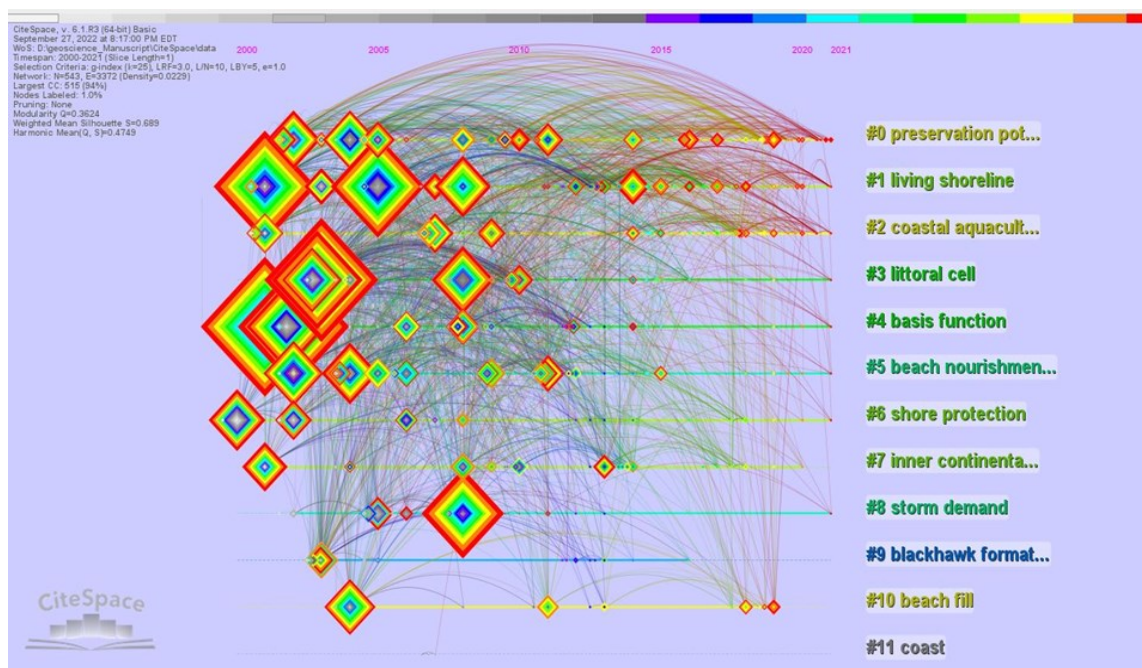 CiteSpace, v. 6.1.R3 (64-bit) Basic
September 27, 2022 at 8:17:00 PM EDT
WoS: D:\geoscience_Manuscript\CiteSpace\data
Timespan: 2000-2021 (Slice Length=1)
Selection Criteria: g-index (k=25), LRF=3.0, L/N=10, LBY=5, e=1.0
Network: N=543, E=3372 (Density=0.0229)
Largest CC: 515 (94%)
Nodes Labeled: 1.0%
Pruning: None
Modularity Q=0.3624
Weighted Mean Silhouette S=0.689
Harmonic Mean(Q, S)=0.4749
2000 2005 2010 2015 2020 2021
#0 preservation pot...
#1 living shoreline
#2 coastal aquacult...
#3 littoral cell
#4 basis function
#5 beach nourishmen...
#6 shore protection
#7 inner continenta...
#8 storm demand
#9 blackhawk format...
#10 beach fill
#11 coast
CiteSpace